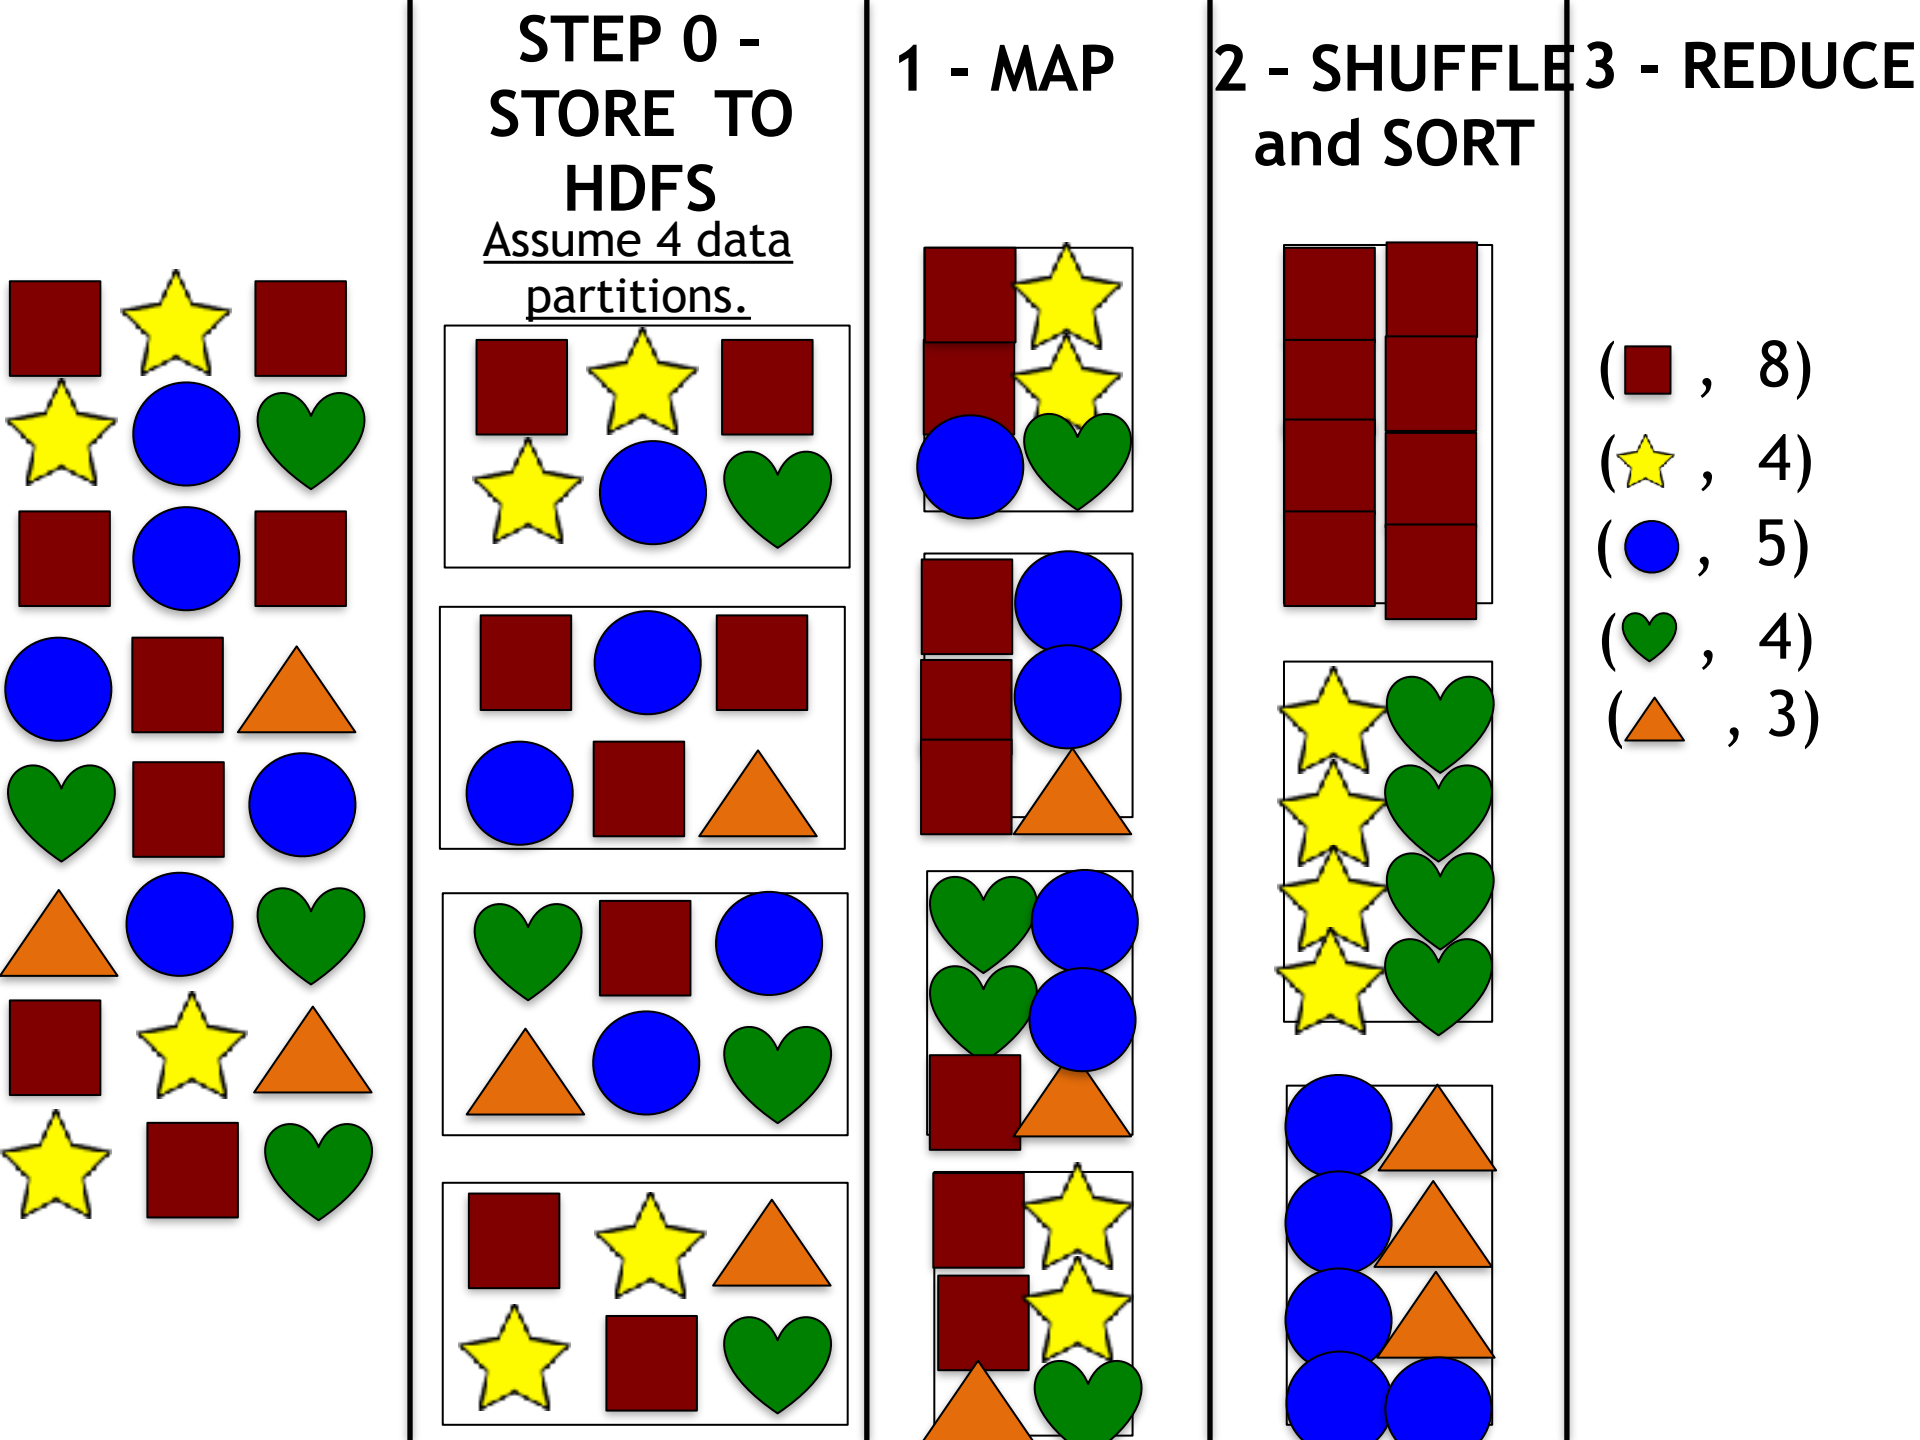 STEP 0 –
STORE TO
HDFS
Assume 4 data
partitions.
1 - MAP
2 – SHUFFLE
and SORT
3 - REDUCE
( , 8)
( , 4)
( , 5)
( , 4)
( , 3)